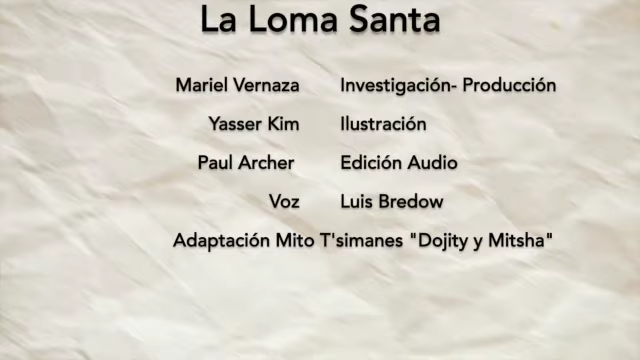 La Loma Santa
Mariel Vernaza Investigación- Producción
Yasser Kim Ilustración
Paul Archer Edición Audio
Voz Luis Bredow
Adaptación Mito T'simanes "Dojity y Mitsha"